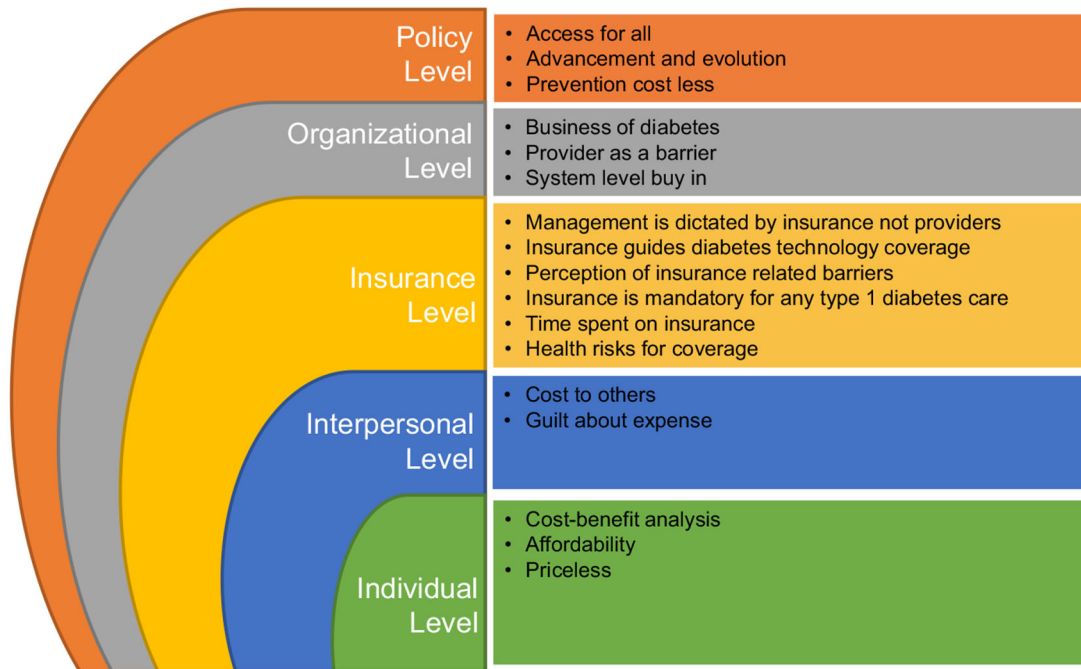 Policy
Level
• Access for all
• Advancement and evolution
• Prevention cost less
Organizational
Level
• Business of diabetes
• Provider as a barrier
• System level buy in
Insurance
Level
• Management is dictated by insurance not providers
• Insurance guides diabetes technology coverage
• Perception of insurance related barriers
• Insurance is mandatory for any type 1 diabetes care
• Time spent on insurance
• Health risks for coverage
Interpersonal
Level
• Cost to others
• Guilt about expense
Individual
Level
• Cost-benefit analysis
• Affordability
• Priceless